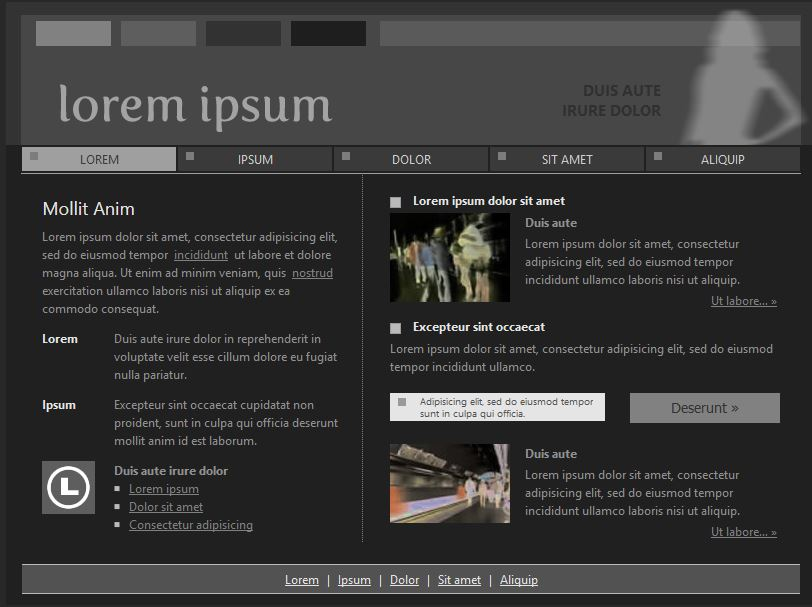 lorem ipsum
DUIS AUTE
IRURE DOLOR
LOREM
IPSUM
DOLOR
SIT AMET
ALIQUIP
Mollit Anim
Lorem ipsum dolor sit amet, consectetur adipisicing elit,
sed do eiusmod tempor incididunt ut labore et dolore
magna aliqua. Ut enim ad minim veniam, quis nostrud
exercitation ullamco laboris nisi ut aliquip ex ea
commodo consequat.
Lorem
Duis aute irure dolor in reprehenderit in
voluptate velit esse cillum dolore eu fugiat
nulla pariatur.
Ipsum
Excepteur sint occaecat cupidatat non
proident, sunt in culpa qui officia deserunt
mollit anim id est laborum.
L
Duis aute irure dolor
Lorem ipsum
Dolor sit amet
Consectetur adipisicing
Lorem ipsum dolor sit amet
Duis aute
Lorem ipsum dolor sit amet, consectetur
adipisicing elit, sed do eiusmod tempor
incididunt ut labore et dolore magna aliquip.
Ut labore... »
Excepteur sint occaecat
Lorem ipsum dolor sit amet, consectetur adipisicing elit, sed do eiusmod
tempor incididunt ullamco.
Adipisicing elit, sed do eiusmod tempor
sunt in culpa qui officia.
Deserunt »
Duis aute
Lorem ipsum dolor sit amet, consectetur
adipisicing elit, sed do eiusmod tempor
incididunt ut labore et dolore magna aliquip.
Ut labore... »
Lorem | Ipsum | Dolor | Sit amet | Aliquip